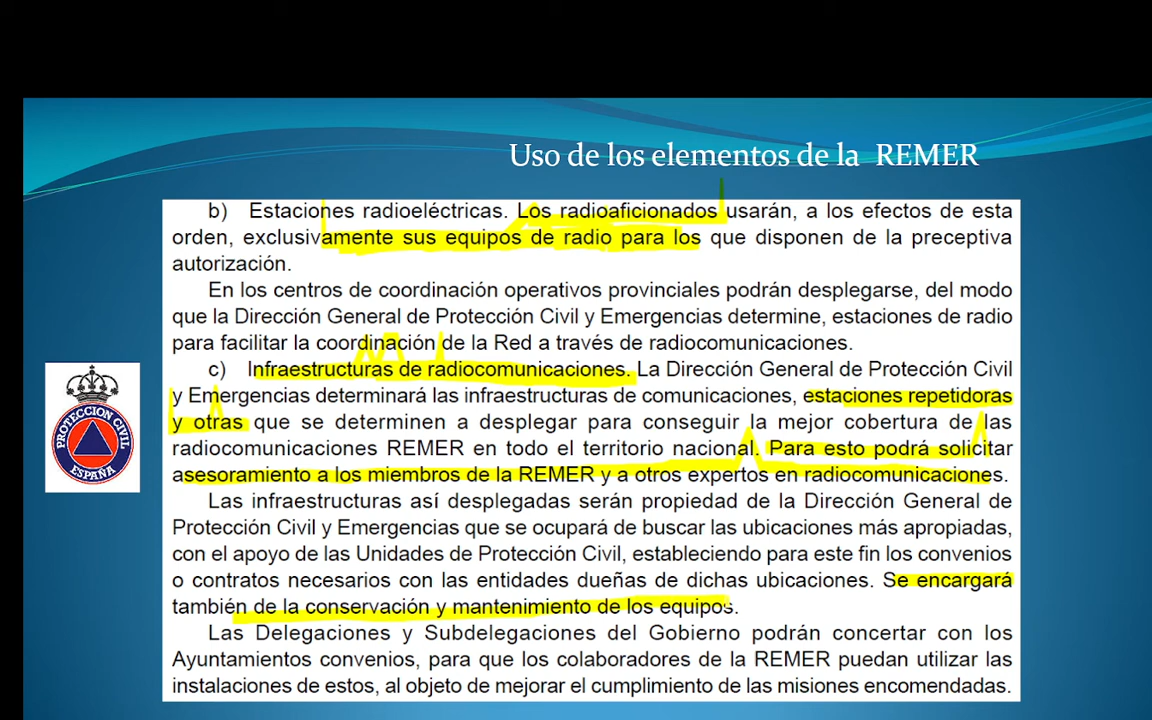 Uso de los elementos de la REMER
b) Estaciones radioeléctricas. Los radioaficionados usarán, a los efectos de esta
orden, exclusivamente sus equipos de radio para los que disponen de la preceptiva
autorización.
En los centros de coordinación operativos provinciales podrán desplegarse, del modo
que la Dirección General de Protección Civil y Emergencias determine, estaciones de radio
para facilitar la coordinación de la Red a través de radiocomunicaciones.
c) Infraestructuras de radiocomunicaciones. La Dirección General de Protección Civil
y Emergencias determinará las infraestructuras de comunicaciones, estaciones repetidoras
y otras que se determinen a desplegar para conseguir la mejor cobertura de las
radiocomunicaciones REMER en todo el territorio nacional. Para esto podrá solicitar
asesoramiento a los miembros de la REMER y a otros expertos en radiocomunicaciones.
Las infraestructuras así desplegadas serán propiedad de la Dirección General de
Protección Civil y Emergencias que se ocupará de buscar las ubicaciones más apropiadas,
con el apoyo de las Unidades de Protección Civil, estableciendo para este fin los convenios
o contratos necesarios con las entidades dueñas de dichas ubicaciones. Se encargará
también de la conservación y mantenimiento de los equipos.
Las Delegaciones y Subdelegaciones del Gobierno podrán concertar con los
Ayuntamientos convenios, para que los colaboradores de la REMER puedan utilizar las
instalaciones de estos, al objeto de mejorar el cumplimiento de las misiones encomendadas.
PROTECCION CIVIL
ESPAÑA